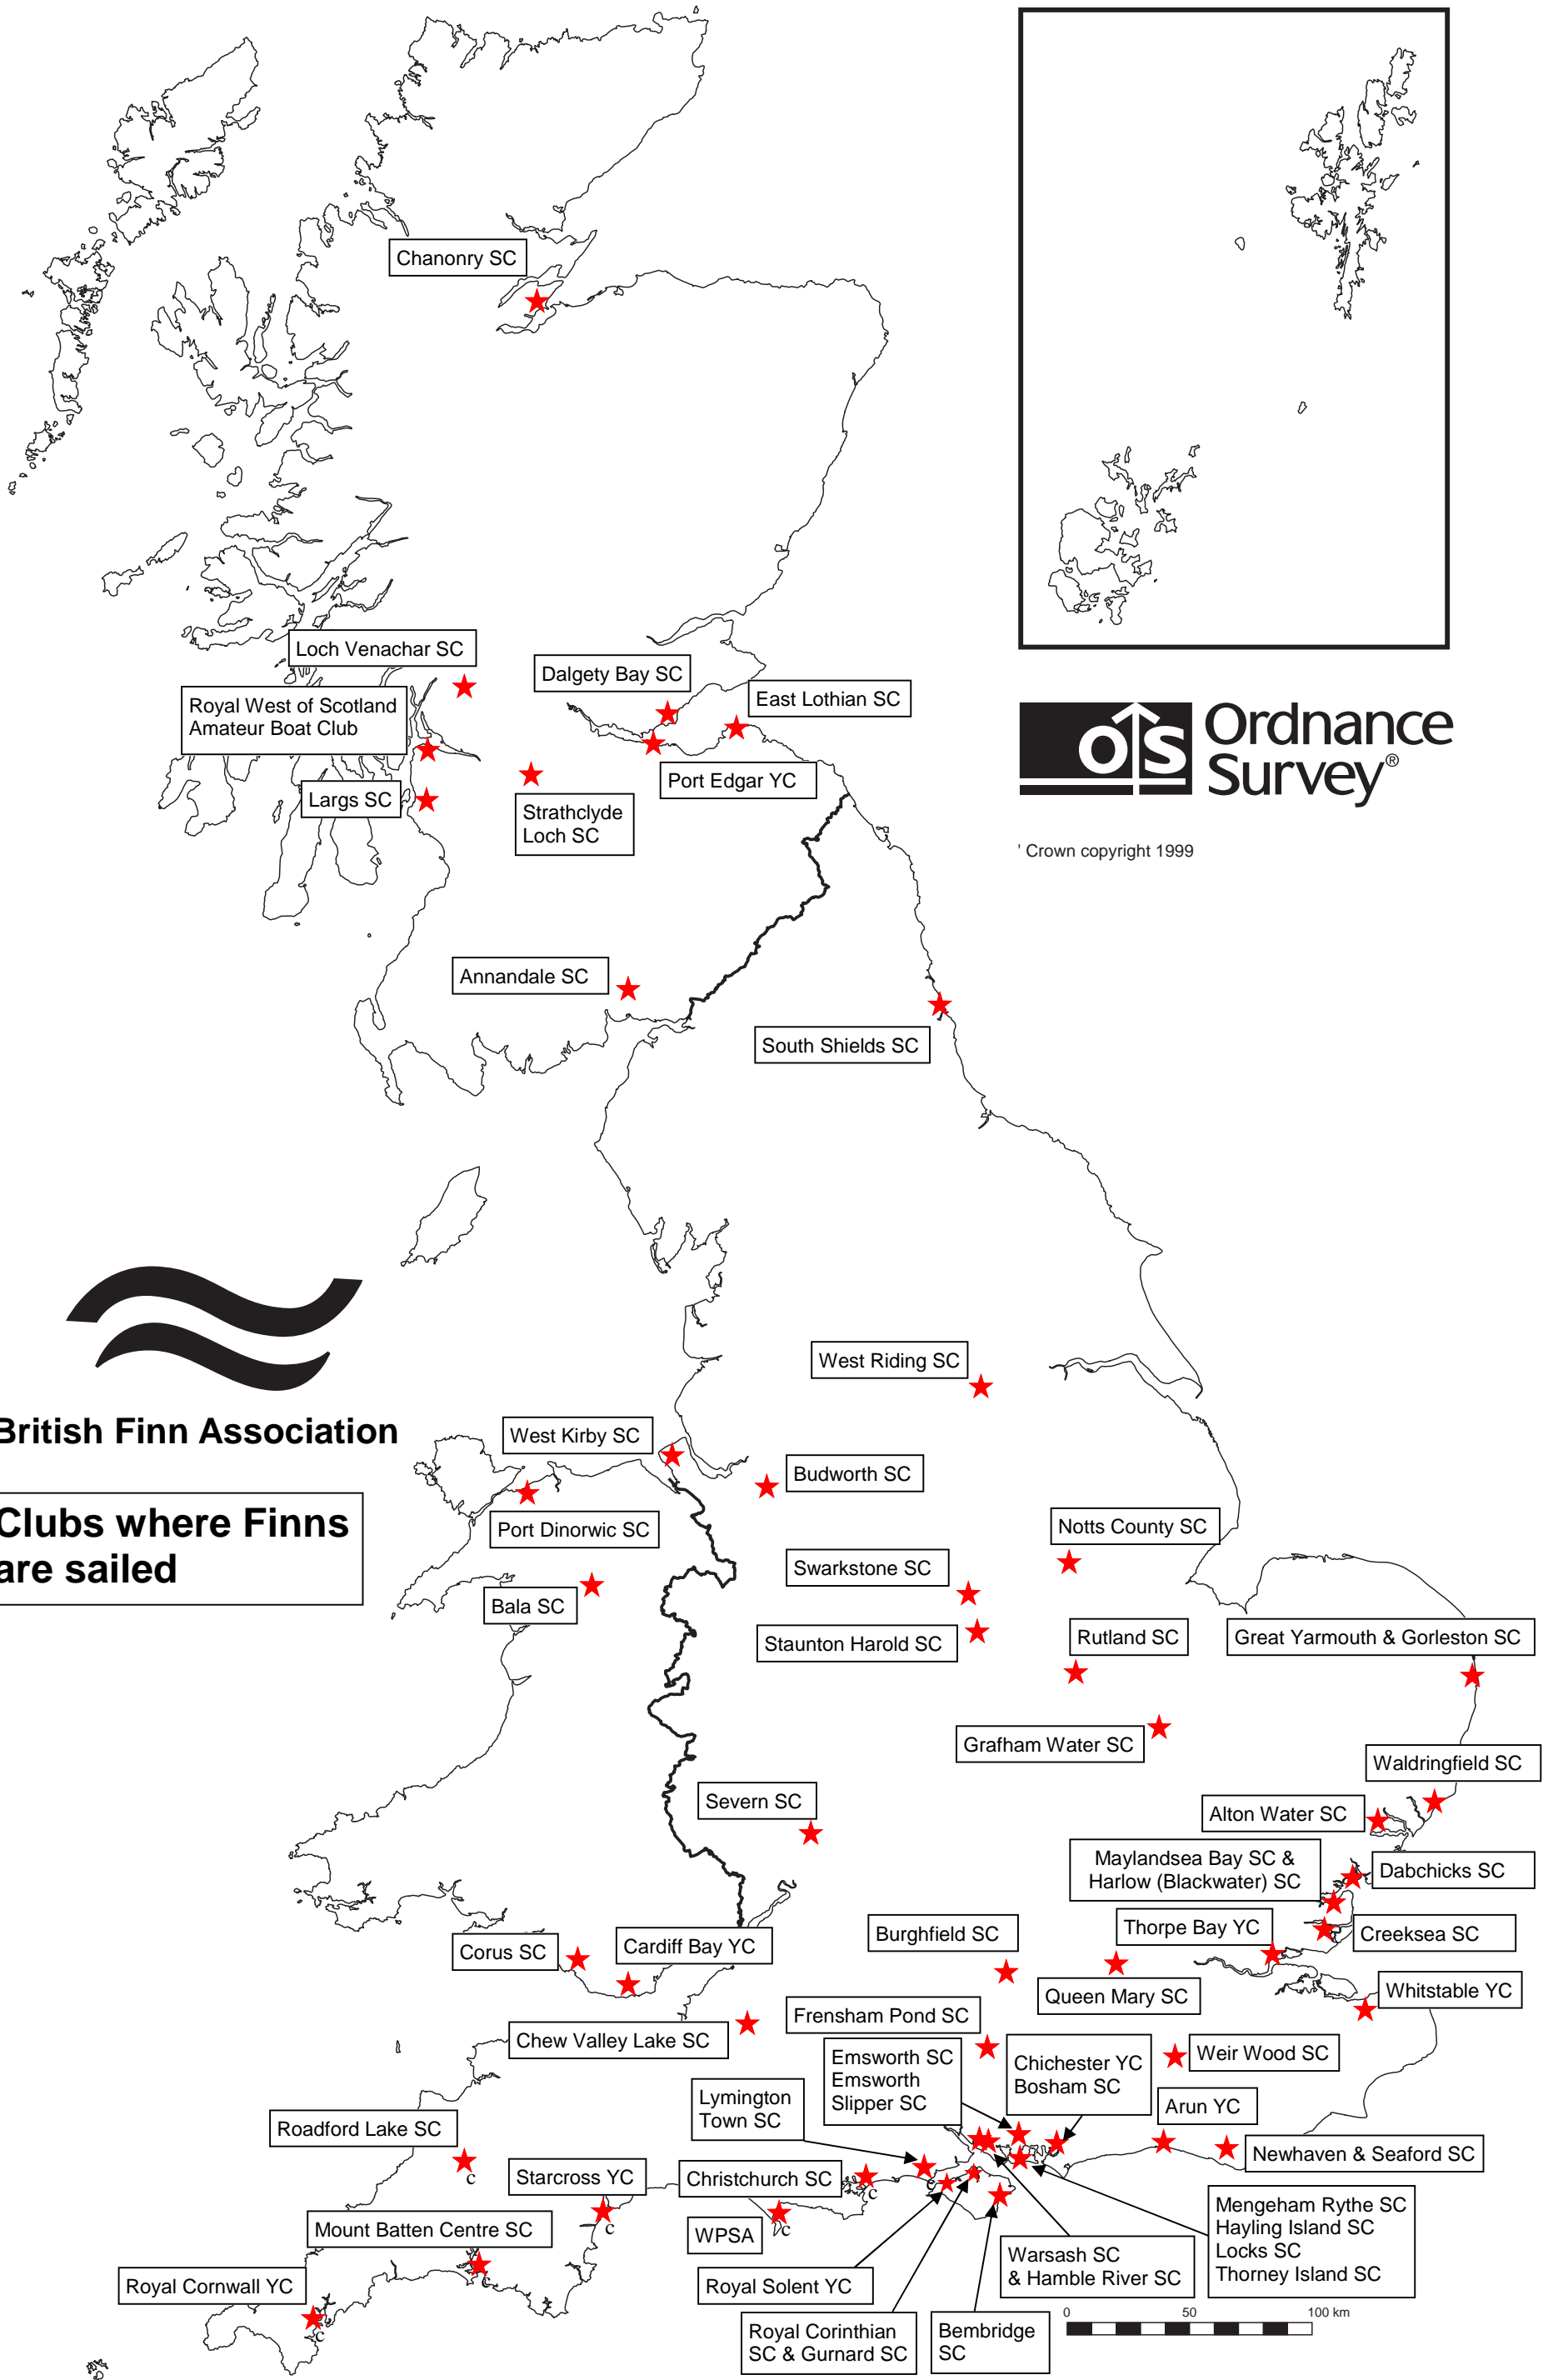 Chanonry SC
Loch Venachar SC
Dalgety Bay SC
East Lothian SC
Royal West of Scotland
Amateur Boat Club
Ordnance
Survey®
OS
Port Edgar YC
Largs SC
Strathclyde
Loch SC
' Crown copyright 1999
Annandale SC
South Shields SC
West Riding SC
British Finn Association
West Kirby SC
Budworth SC
Clubs where Finns
are sailed
Port Dinorwic SC
Notts County SC
Swarkstone SC
Bala SC
Staunton Harold SC
Rutland SC
Great Yarmouth & Gorleston SC
Grafham Water SC
Waldringfield SC
Severn SC
Alton Water SC
Maylandsea Bay SC &
Harlow (Blackwater) SC
Dabchicks SC
Burghfield SC
Thorpe Bay YC
Creeksea SC
Corus SC
Cardiff Bay YC
Queen Mary SC
Whitstable YC
Frensham Pond SC
Chew Valley Lake SC
Weir Wood SC
Emsworth SC
Emsworth
Slipper SC
Chichester YC
Bosham SC
Lymington
Town SC
Arun YC
Roadford Lake SC
c
Newhaven & Seaford SC
Starcross YC
c
Christchurch SC
c
c
Mount Batten Centre SC
c
WPSA
c
Mengeham Rythe SC
Hayling Island SC
Locks SC
Thorney Island SC
Warsash SC
& Hamble River SC
Royal Cornwall YC
c
Royal Solent YC
Royal Corinthian
SC & Gurnard SC
Bembridge
SC
0 50 100 km